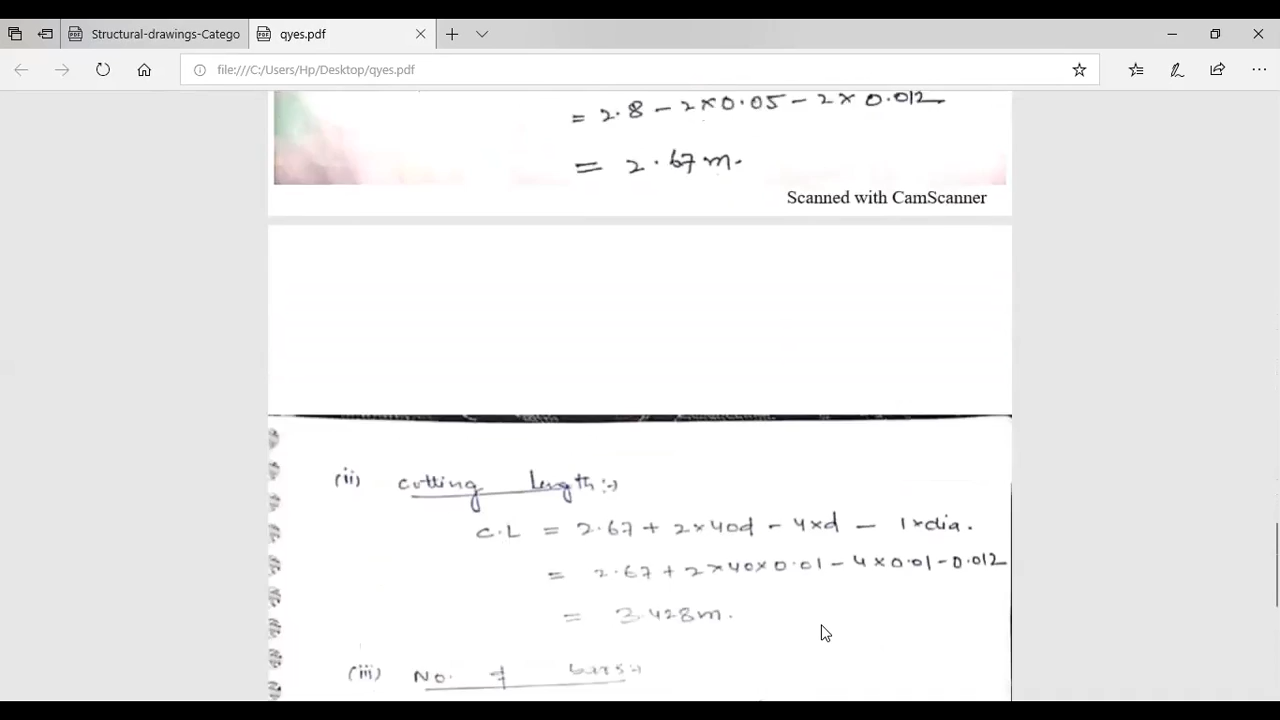 Structural-drawings-Catego
qyes.pdf
file:///C:/Users/Hp/Desktop/qyes.pdf
= 2.8 - 2×0.05 - 2× 0.012
= 2.67 m.
Scanned with CamScanner
(ii) cutting length:→
C.L = 2.67 + 2×40d - 4×d - 1×dia.
= 2.67 + 2×40×0.01 - 4×0.01 - 0.012
= 3.428m.
(iii) No. of bars:→